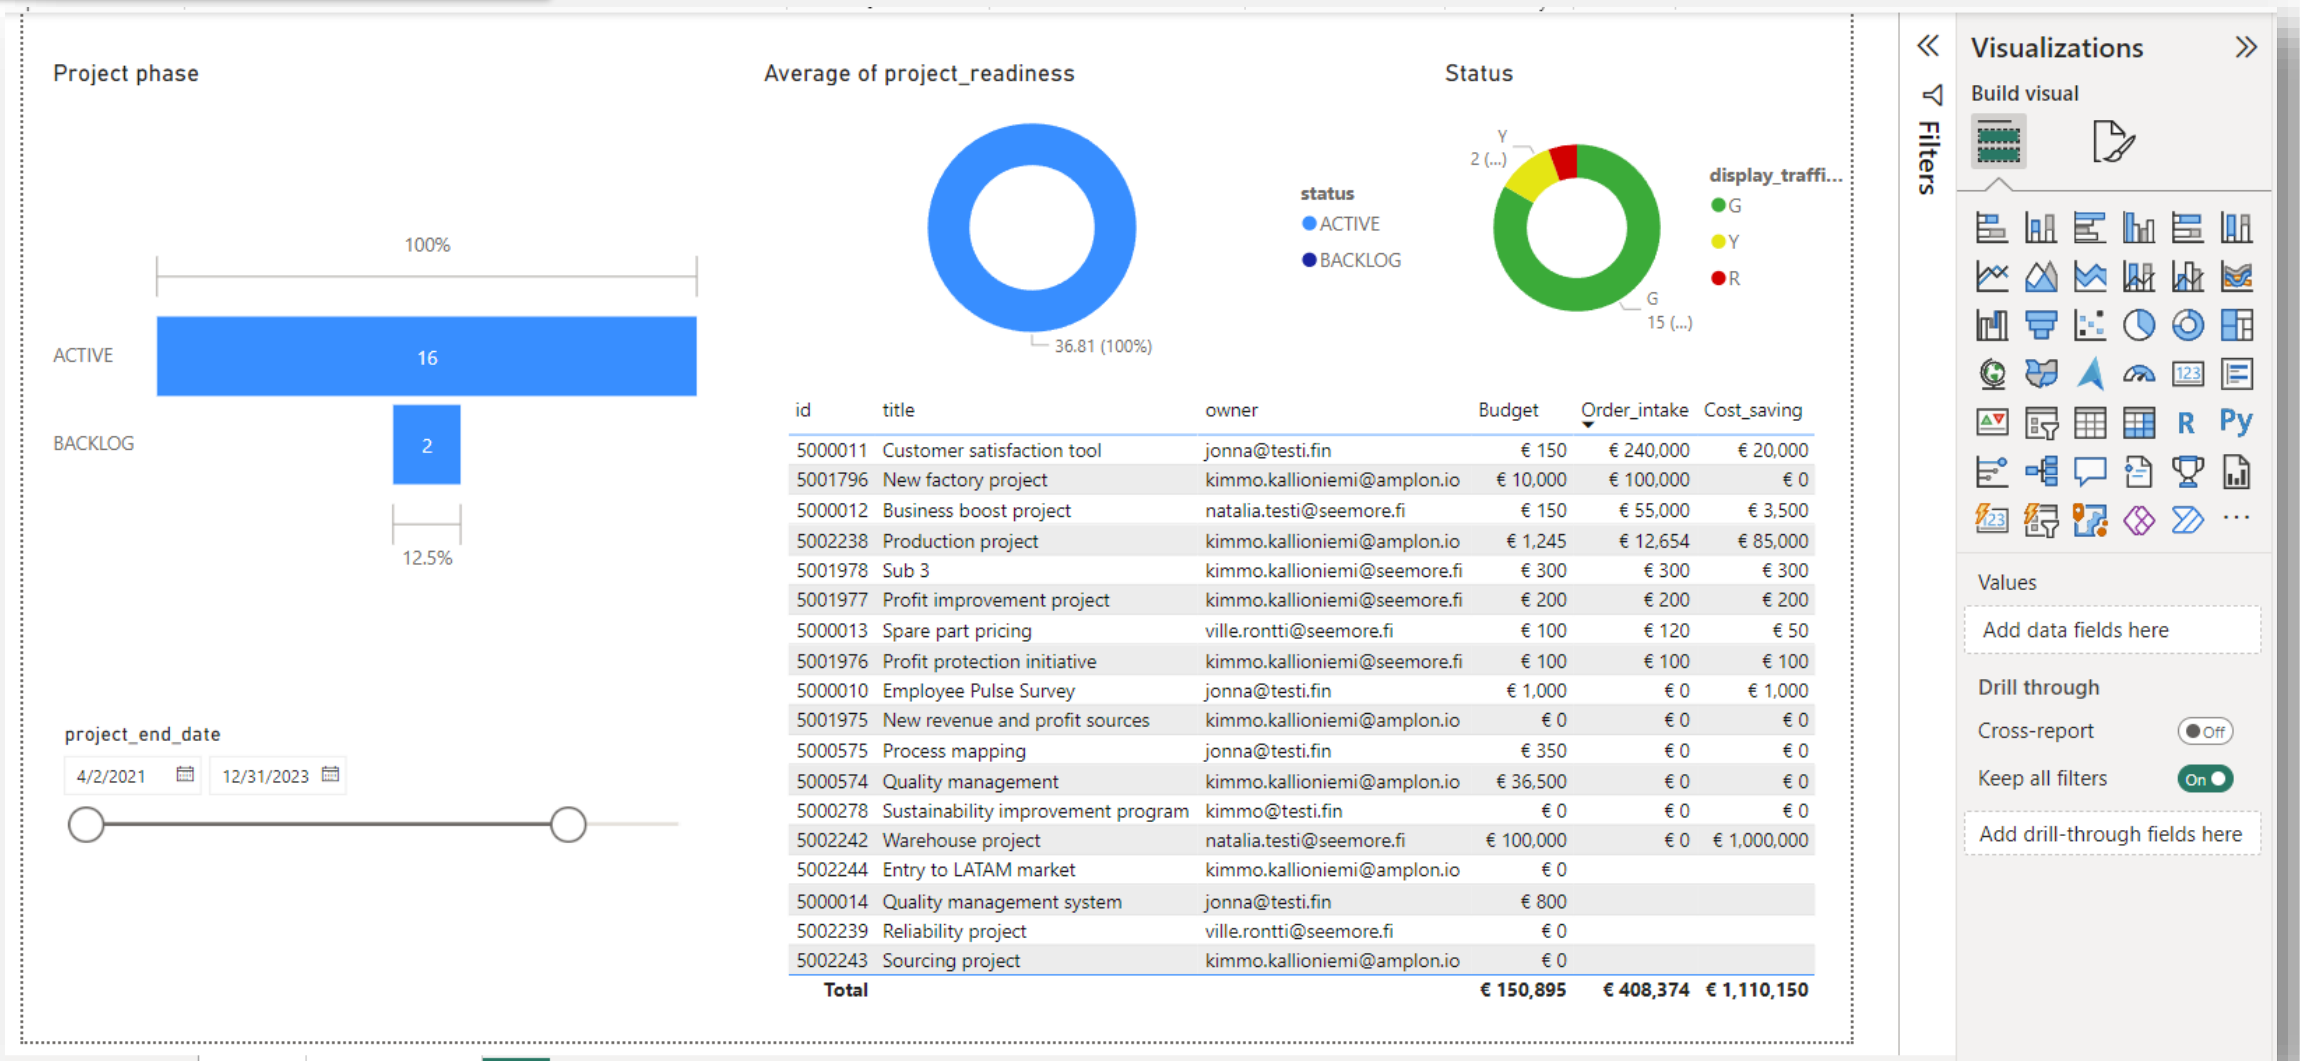 Project phase
100%
ACTIVE
16
BACKLOG
2
12.5%
project_end_date
4/2/2021 12/31/2023
Average of project_readiness
36.81 (100%)
status
ACTIVE
BACKLOG
Status
Y
2 (...)
G
15 (...)
display_traffi...
G
Y
R
id title owner Budget Order_intake Cost_saving
5000011 Customer satisfaction tool jonna@testi.fin € 150 € 240,000 € 20,000
5001796 New factory project kimmo.kallioniemi@amplon.io € 10,000 € 100,000 € 0
5000012 Business boost project natalia.testi@seemore.fi € 150 € 55,000 € 3,500
5002238 Production project kimmo.kallioniemi@amplon.io € 1,245 € 12,654 € 85,000
5001978 Sub 3 kimmo.kallioniemi@seemore.fi € 300 € 300 € 300
5001977 Profit improvement project kimmo.kallioniemi@seemore.fi € 200 € 200 € 200
5000013 Spare part pricing ville.rontti@seemore.fi € 100 € 120 € 50
5001976 Profit protection initiative kimmo.kallioniemi@seemore.fi € 100 € 100 € 100
5000010 Employee Pulse Survey jonna@testi.fin € 1,000 € 0 € 1,000
5001975 New revenue and profit sources kimmo.kallioniemi@amplon.io € 0 € 0 € 0
5000575 Process mapping jonna@testi.fin € 350 € 0 € 0
5000574 Quality management kimmo.kallioniemi@amplon.io € 36,500 € 0 € 0
5000278 Sustainability improvement program kimmo@testi.fin € 0 € 0 € 0
5002242 Warehouse project natalia.testi@seemore.fi € 100,000 € 0 € 1,000,000
5002244 Entry to LATAM market kimmo.kallioniemi@amplon.io € 0
5000014 Quality management system jonna@testi.fin € 800
5002239 Reliability project ville.rontti@seemore.fi € 0
5002243 Sourcing project kimmo.kallioniemi@amplon.io € 0
Total € 150,895 € 408,374 € 1,110,150
Filters
Visualizations
Build visual
123
R Py
123
Values
Add data fields here
Drill through
Cross-report Off
Keep all filters On
Add drill-through fields here